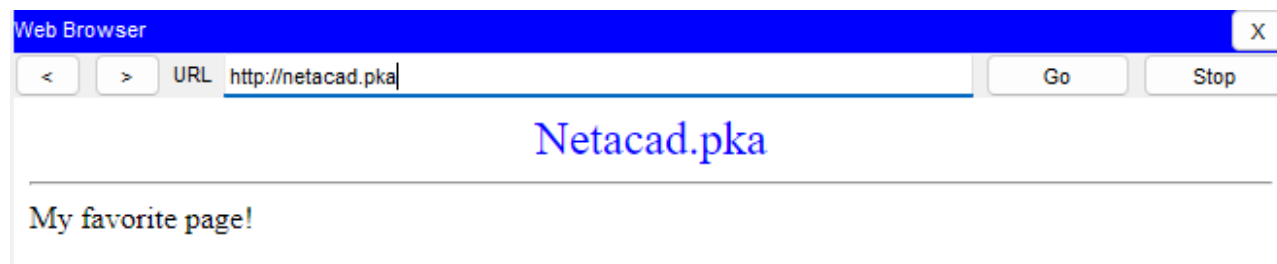 Web Browser X
< > URL http://netacad.pka Go Stop
Netacad.pka
My favorite page!